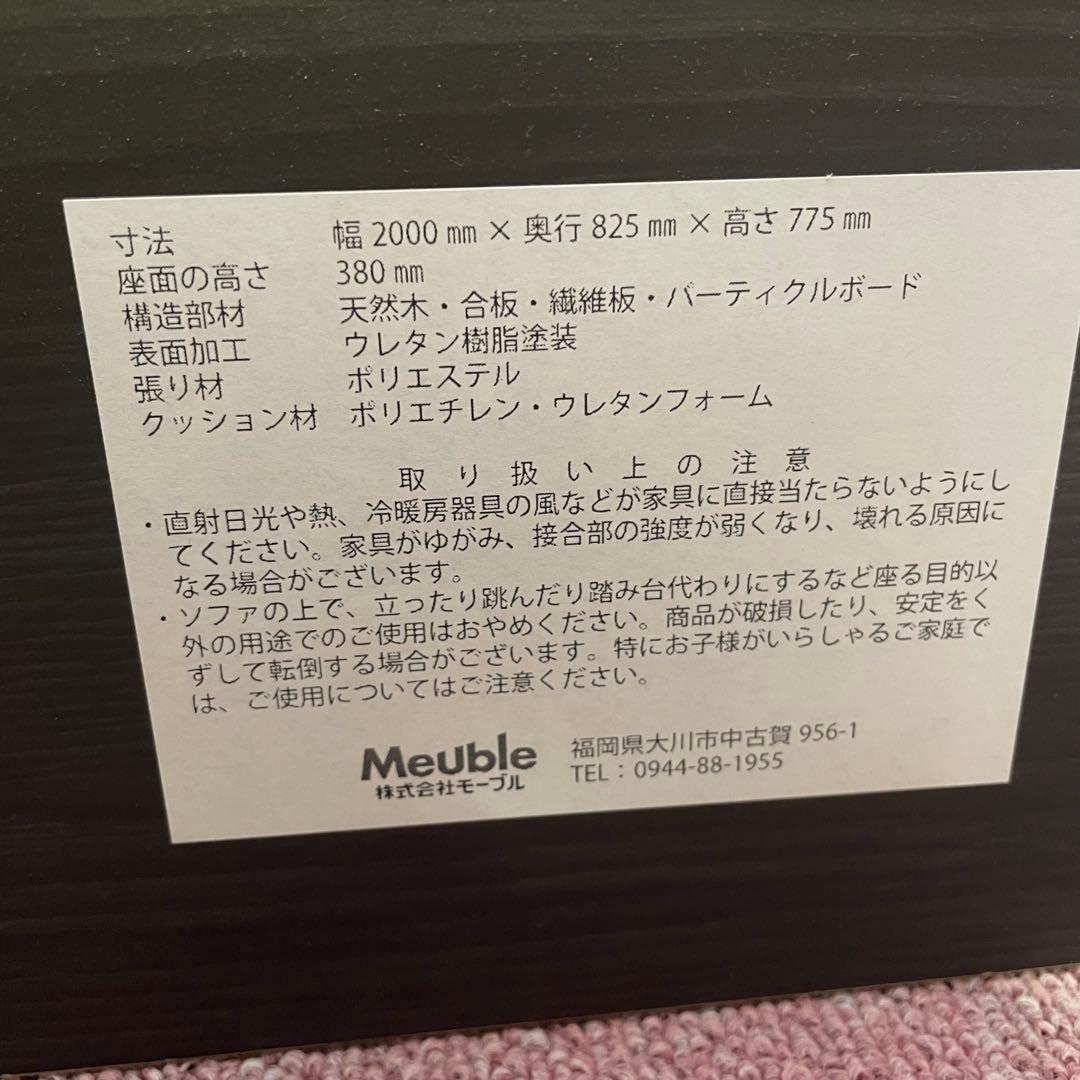 寸法 幅 2000 ㎜ × 奥行 825 ㎜ × 高さ 775 ㎜
座面の高さ 380 ㎜
構造部材 天然木・合板・繊維板・パーティクルボード
表面加工 ウレタン樹脂塗装
張り材 ポリエステル
クッション材 ポリエチレン・ウレタンフォーム
取り扱い上の注意
・直射日光や熱、冷暖房器具の風などが家具に直接当たらないようにし
てください。家具がゆがみ、接合部の強度が弱くなり、壊れる原因に
なる場合がございます。
・ソファの上で、立ったり跳んだり踏み台代わりにするなど座る目的以
外の用途でのご使用はおやめください。商品が破損したり、安定をく
ずして転倒する場合がございます。特にお子様がいらしゃるご家庭で
は、ご使用についてはご注意ください。
Meuble 福岡県大川市中古賀 956-1
株式会社モーブル TEL：0944-88-1955